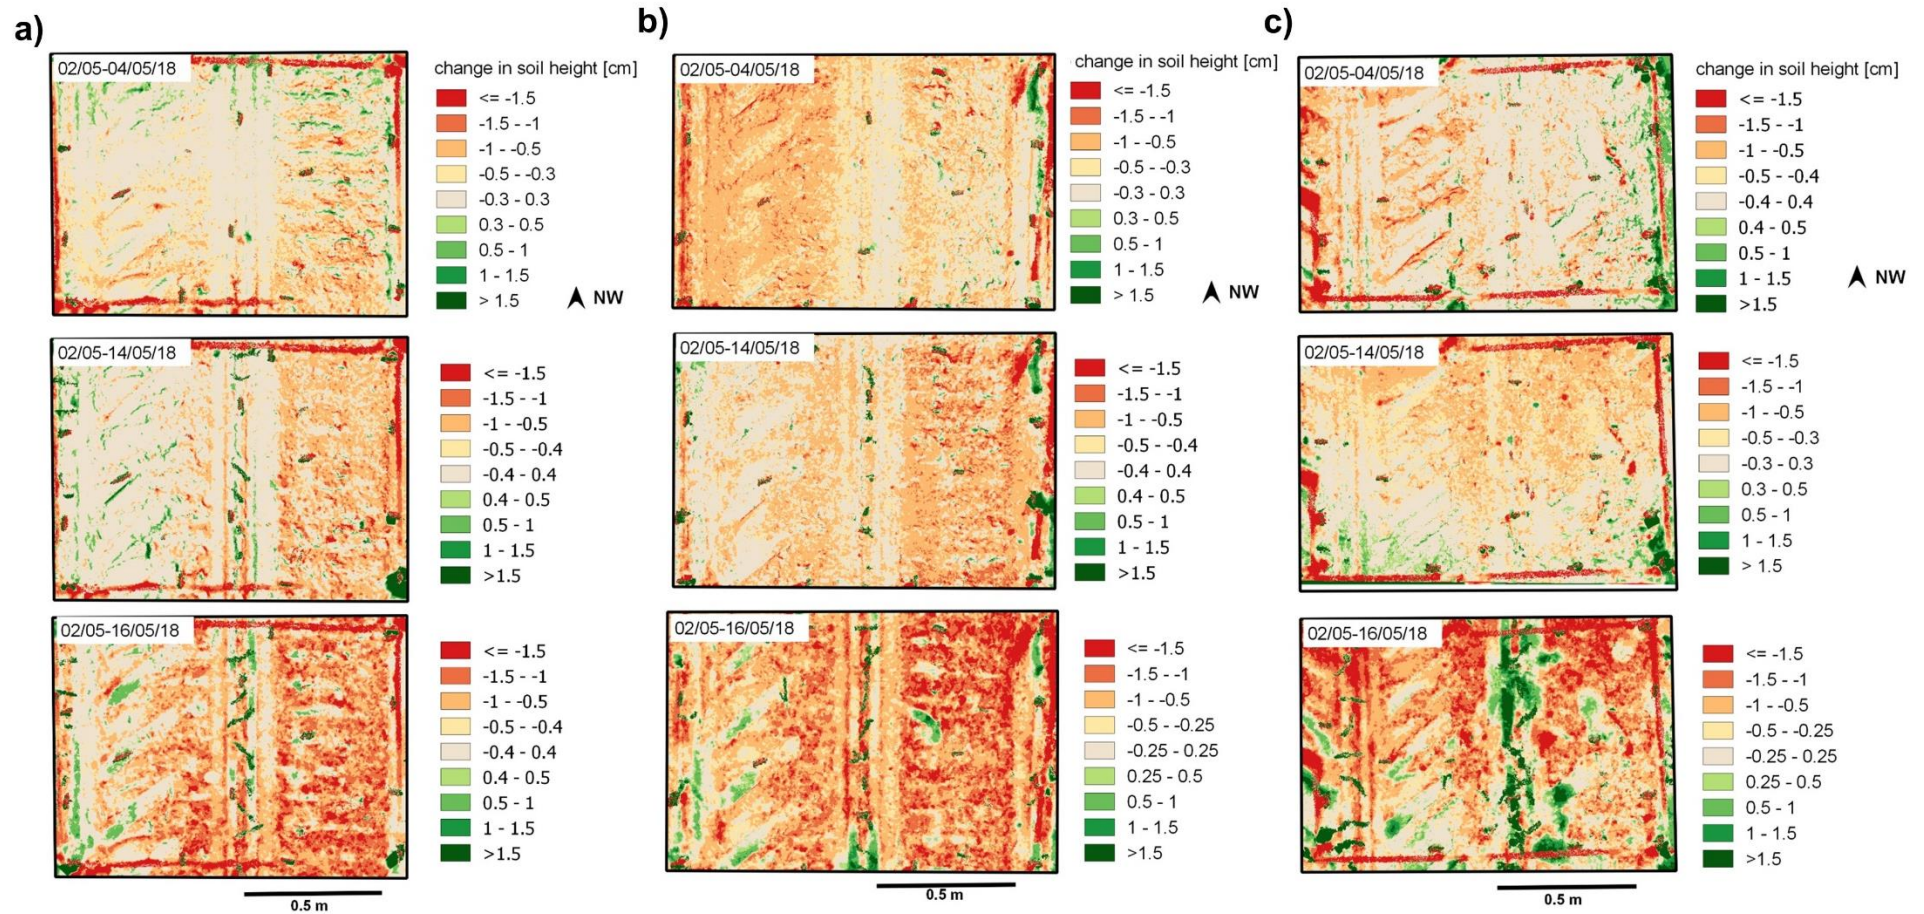 a)
02/05-04/05/18
change in soil height [cm]
<= -1.5
-1.5 - -1
-1 - -0.5
-0.5 - -0.3
-0.3 - 0.3
0.3 - 0.5
0.5 - 1
1 - 1.5
> 1.5
NW
02/05-14/05/18
<= -1.5
-1.5 - -1
-1 - -0.5
-0.5 - -0.4
-0.4 - 0.4
0.4 - 0.5
0.5 - 1
1 - 1.5
>1.5
02/05-16/05/18
<= -1.5
-1.5 - -1
-1 - -0.5
-0.5 - -0.4
-0.4 - 0.4
0.4 - 0.5
0.5 - 1
1 - 1.5
>1.5
0.5 m
b)
02/05-04/05/18
change in soil height [cm]
<= -1.5
-1.5 - -1
-1 - -0.5
-0.5 - -0.3
-0.3 - 0.3
0.3 - 0.5
0.5 - 1
1 - 1.5
> 1.5
NW
02/05-14/05/18
<= -1.5
-1.5 - -1
-1 - -0.5
-0.5 - -0.4
-0.4 - 0.4
0.4 - 0.5
0.5 - 1
1 - 1.5
>1.5
02/05-16/05/18
<= -1.5
-1.5 - -1
-1 - -0.5
-0.5 - -0.25
-0.25 - 0.25
0.25 - 0.5
0.5 - 1
1 - 1.5
>1.5
0.5 m
c)
02/05-04/05/18
change in soil height [cm]
<= -1.5
-1.5 - -1
-1 - -0.5
-0.5 - -0.4
-0.4 - 0.4
0.4 - 0.5
0.5 - 1
1 - 1.5
>1.5
NW
02/05-14/05/18
<= -1.5
-1.5 - -1
-1 - -0.5
-0.5 - -0.3
-0.3 - 0.3
0.3 - 0.5
0.5 - 1
1 - 1.5
> 1.5
02/05-16/05/18
<= -1.5
-1.5 - -1
-1 - -0.5
-0.5 - -0.25
-0.25 - 0.25
0.25 - 0.5
0.5 - 1
1 - 1.5
>1.5
0.5 m